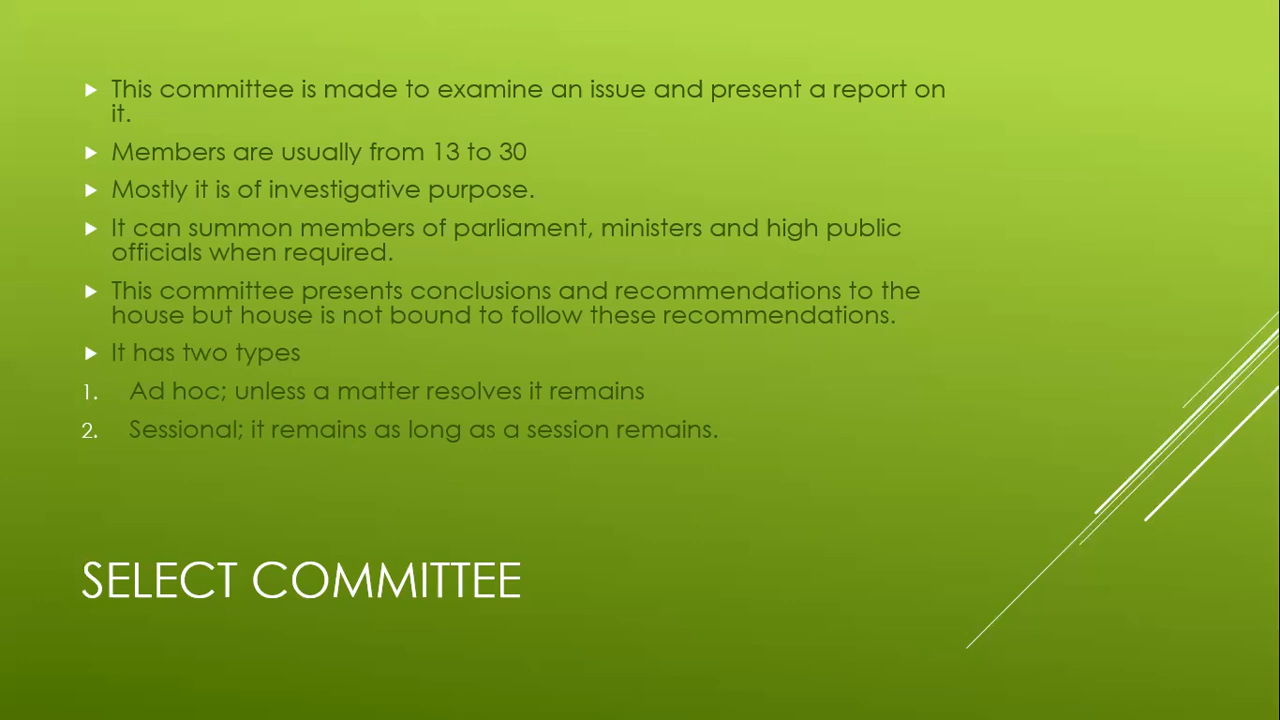 This committee is made to examine an issue and present a report on
it.
Members are usually from 13 to 30
Mostly it is of investigative purpose.
It can summon members of parliament, ministers and high public
officials when required.
This committee presents conclusions and recommendations to the
house but house is not bound to follow these recommendations.
It has two types
1. Ad hoc; unless a matter resolves it remains
2. Sessional; it remains as long as a session remains.
SELECT COMMITTEE